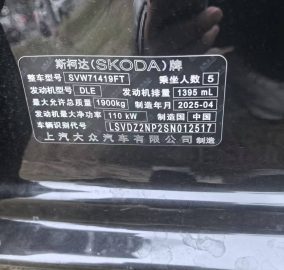 斯柯达(SKODA)牌
整车型号 SVW71419FT 乘坐人数 5
发动机型号 DLE 发动机排量 1395 mL
最大允许总质量 1900kg 制造年月 2025-04
发动机最大净功率 110 kW 制造国 中国
车辆识别代号 LSVDZ2NP2SN012517
上汽大众汽车有限公司 制造